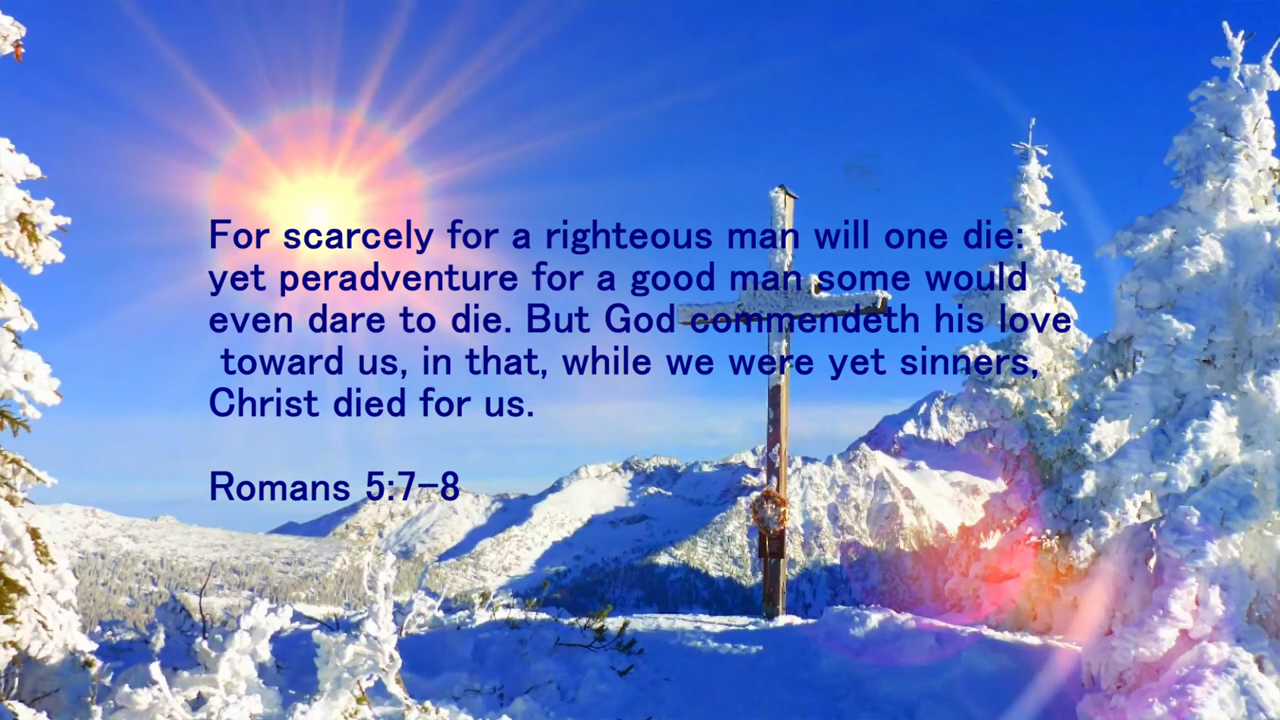 For scarcely for a righteous man will one die:
yet peradventure for a good man some would
even dare to die. But God commendeth his love
toward us, in that, while we were yet sinners,
Christ died for us.
Romans 5:7-8